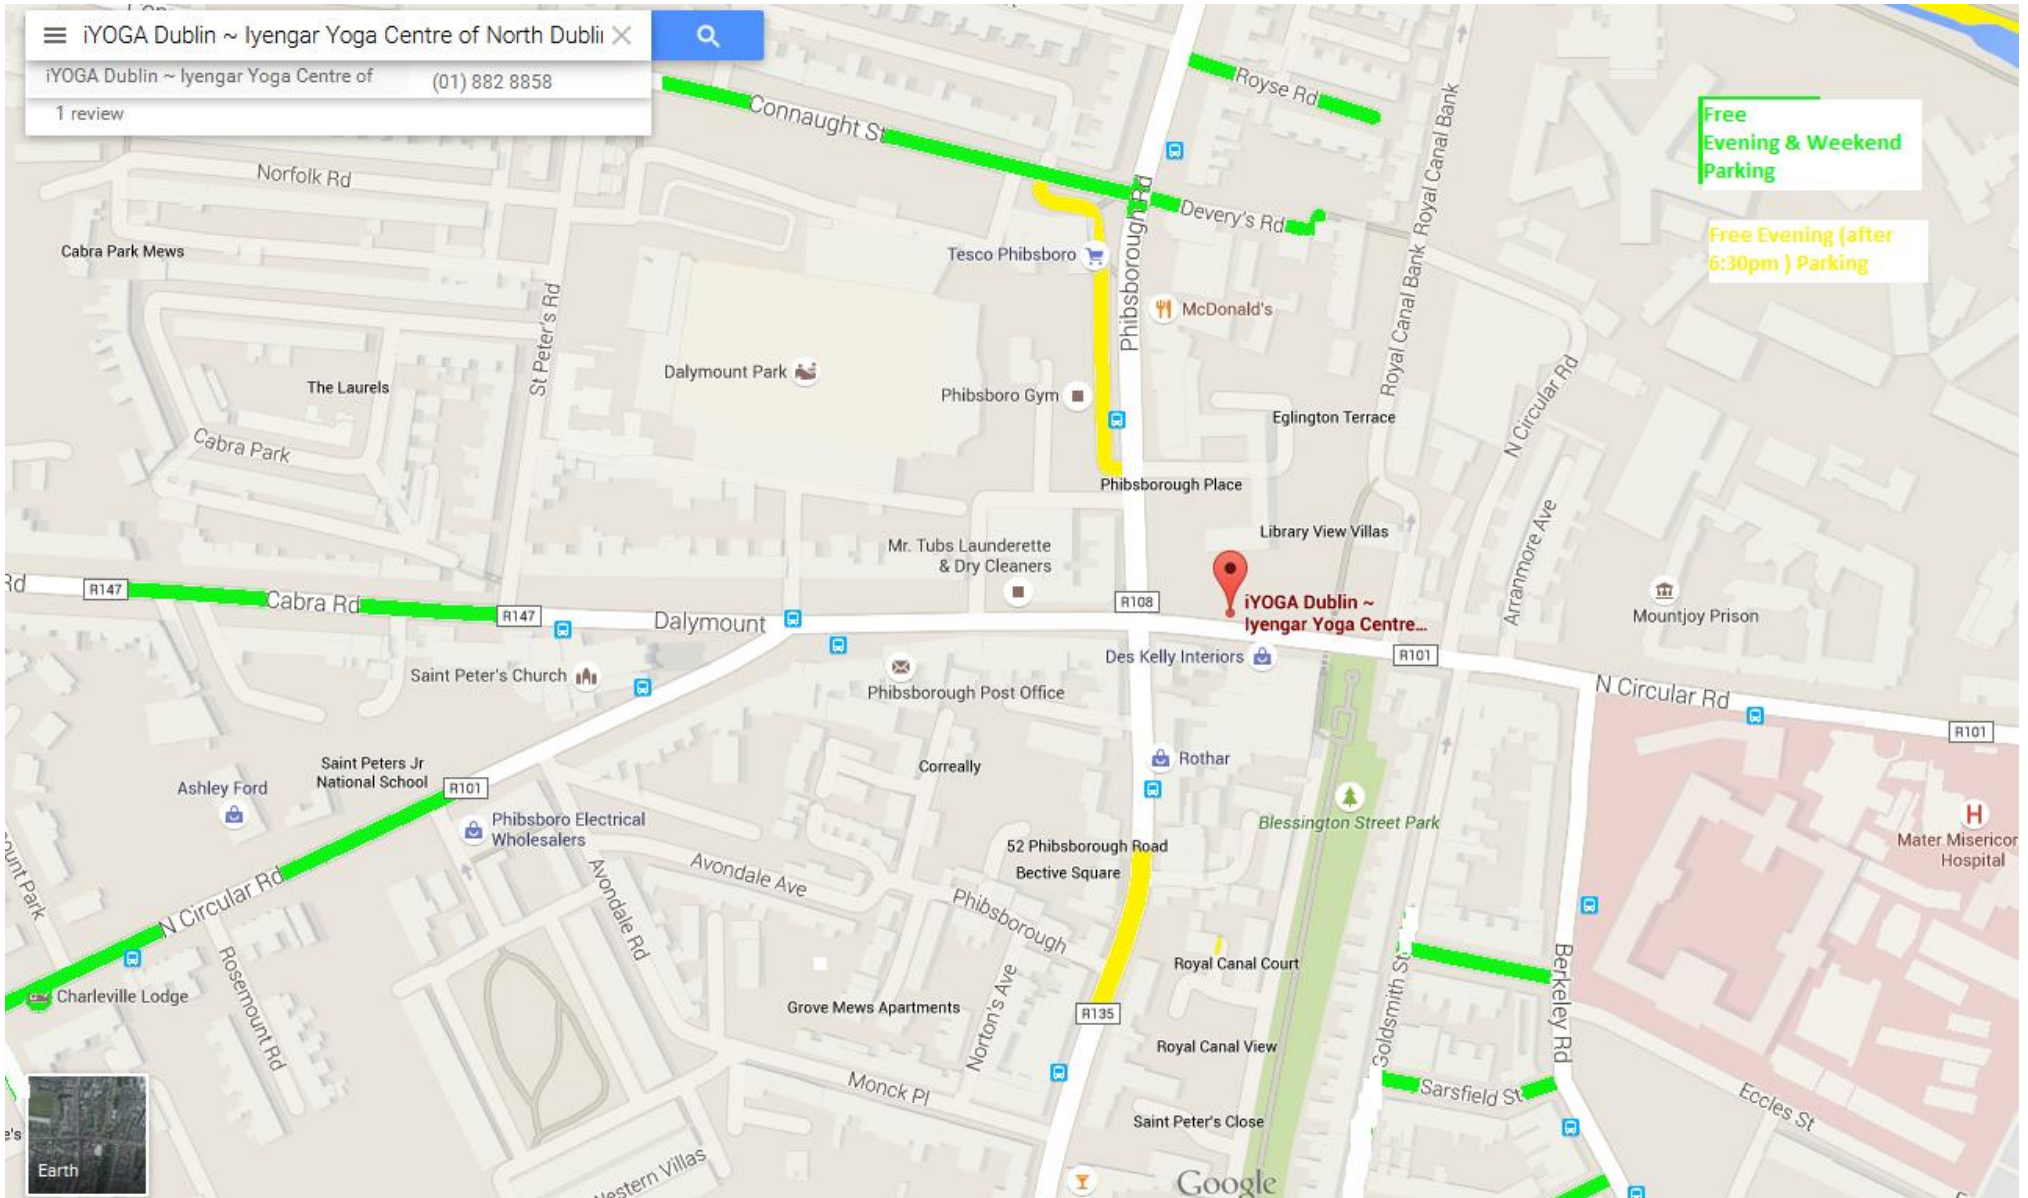 iYOGA Dublin ~ Iyengar Yoga Centre of North Dublin
iYOGA Dublin ~ Iyengar Yoga Centre of
(01) 882 8858
1 review
Connaught St
Royse Rd
Free
Evening & Weekend
Parking
Free Evening (after
6:30pm ) Parking
Norfolk Rd
Royal Canal Bank
Royal Canal Bank
Royal Canal Bank
Devery's Rd
Phibsborough Rd
Cabra Park Mews
Tesco Phibsboro
McDonald's
St Peter's Rd
Dalymount Park
The Laurels
Phibsboro Gym
Eglington Terrace
N Circular Rd
Cabra Park
Phibsborough Place
Library View Villas
Arranmore Ave
Mr. Tubs Launderette
& Dry Cleaners
Rd
R147
Cabra Rd
R147
Dalymount
R108
iYOGA Dublin ~
Iyengar Yoga Centre...
Mountjoy Prison
Des Kelly Interiors
R101
Saint Peter's Church
Phibsborough Post Office
N Circular Rd
R101
Saint Peters Jr
National School
Ashley Ford
R101
Correally
Rothar
Phibsboro Electrical
Wholesalers
Blessington Street Park
H
Mater Misericor
Hospital
52 Phibsborough Road
Bective Square
Avondale Ave
Avondale Rd
Phibsborough
ount Park
N Circular Rd
Rosemount Rd
Royal Canal Court
Berkeley Rd
Goldsmith St
Charleville Lodge
Grove Mews Apartments
Norton's Ave
R135
Royal Canal View
Monck Pl
Sarsfield St
Eccles St
Saint Peter's Close
e's
Earth
Western Villas
Google